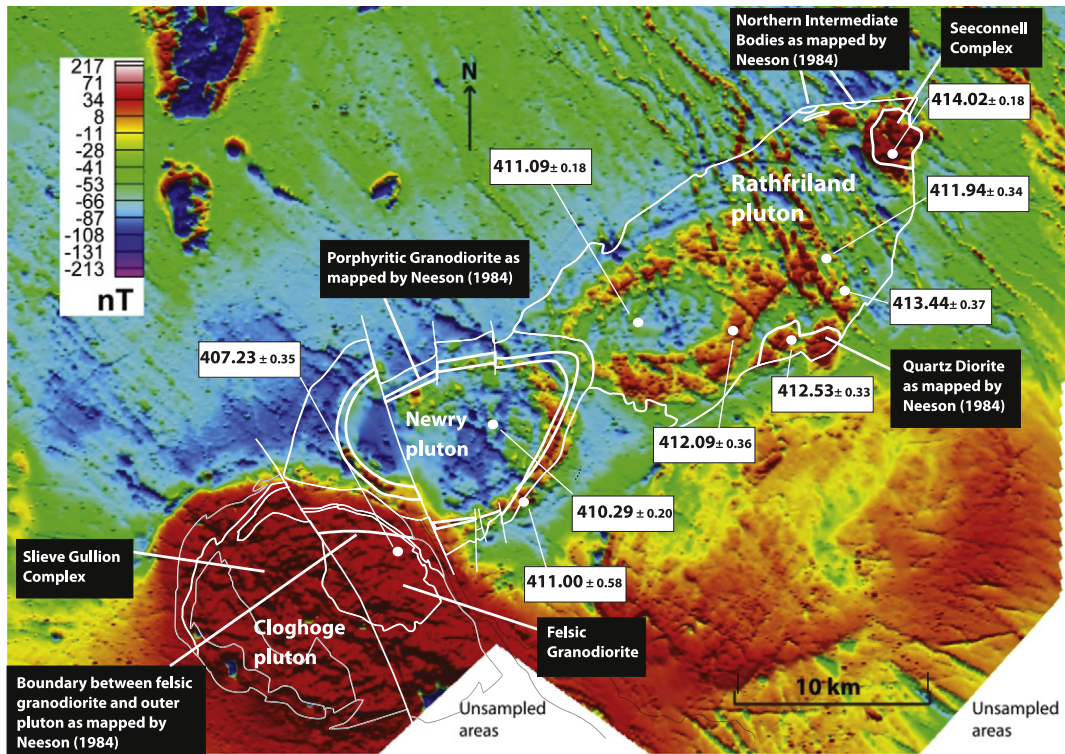 217
71
34
8
-11
-28
-41
-53
-66
-87
-108
-131
-213
nT
N
Northern Intermediate
Bodies as mapped by
Neeson (1984)
Seeconnell
Complex
414.02± 0.18
411.09± 0.18
Rathfriland
pluton
411.94± 0.34
Porphyritic Granodiorite as
mapped by Neeson (1984)
413.44± 0.37
407.23
± 0.35
Quartz Diorite
as mapped by
Neeson (1984)
412.53± 0.33
Newry
pluton
412.09± 0.36
410.29 ± 0.20
Slieve Gullion
Complex
411.00 ± 0.58
Cloghoge
pluton
Felsic
Granodiorite
Boundary between felsic
granodiorite and outer
pluton as mapped by
Neeson (1984)
10 km
Unsampled
areas
Unsampled
areas